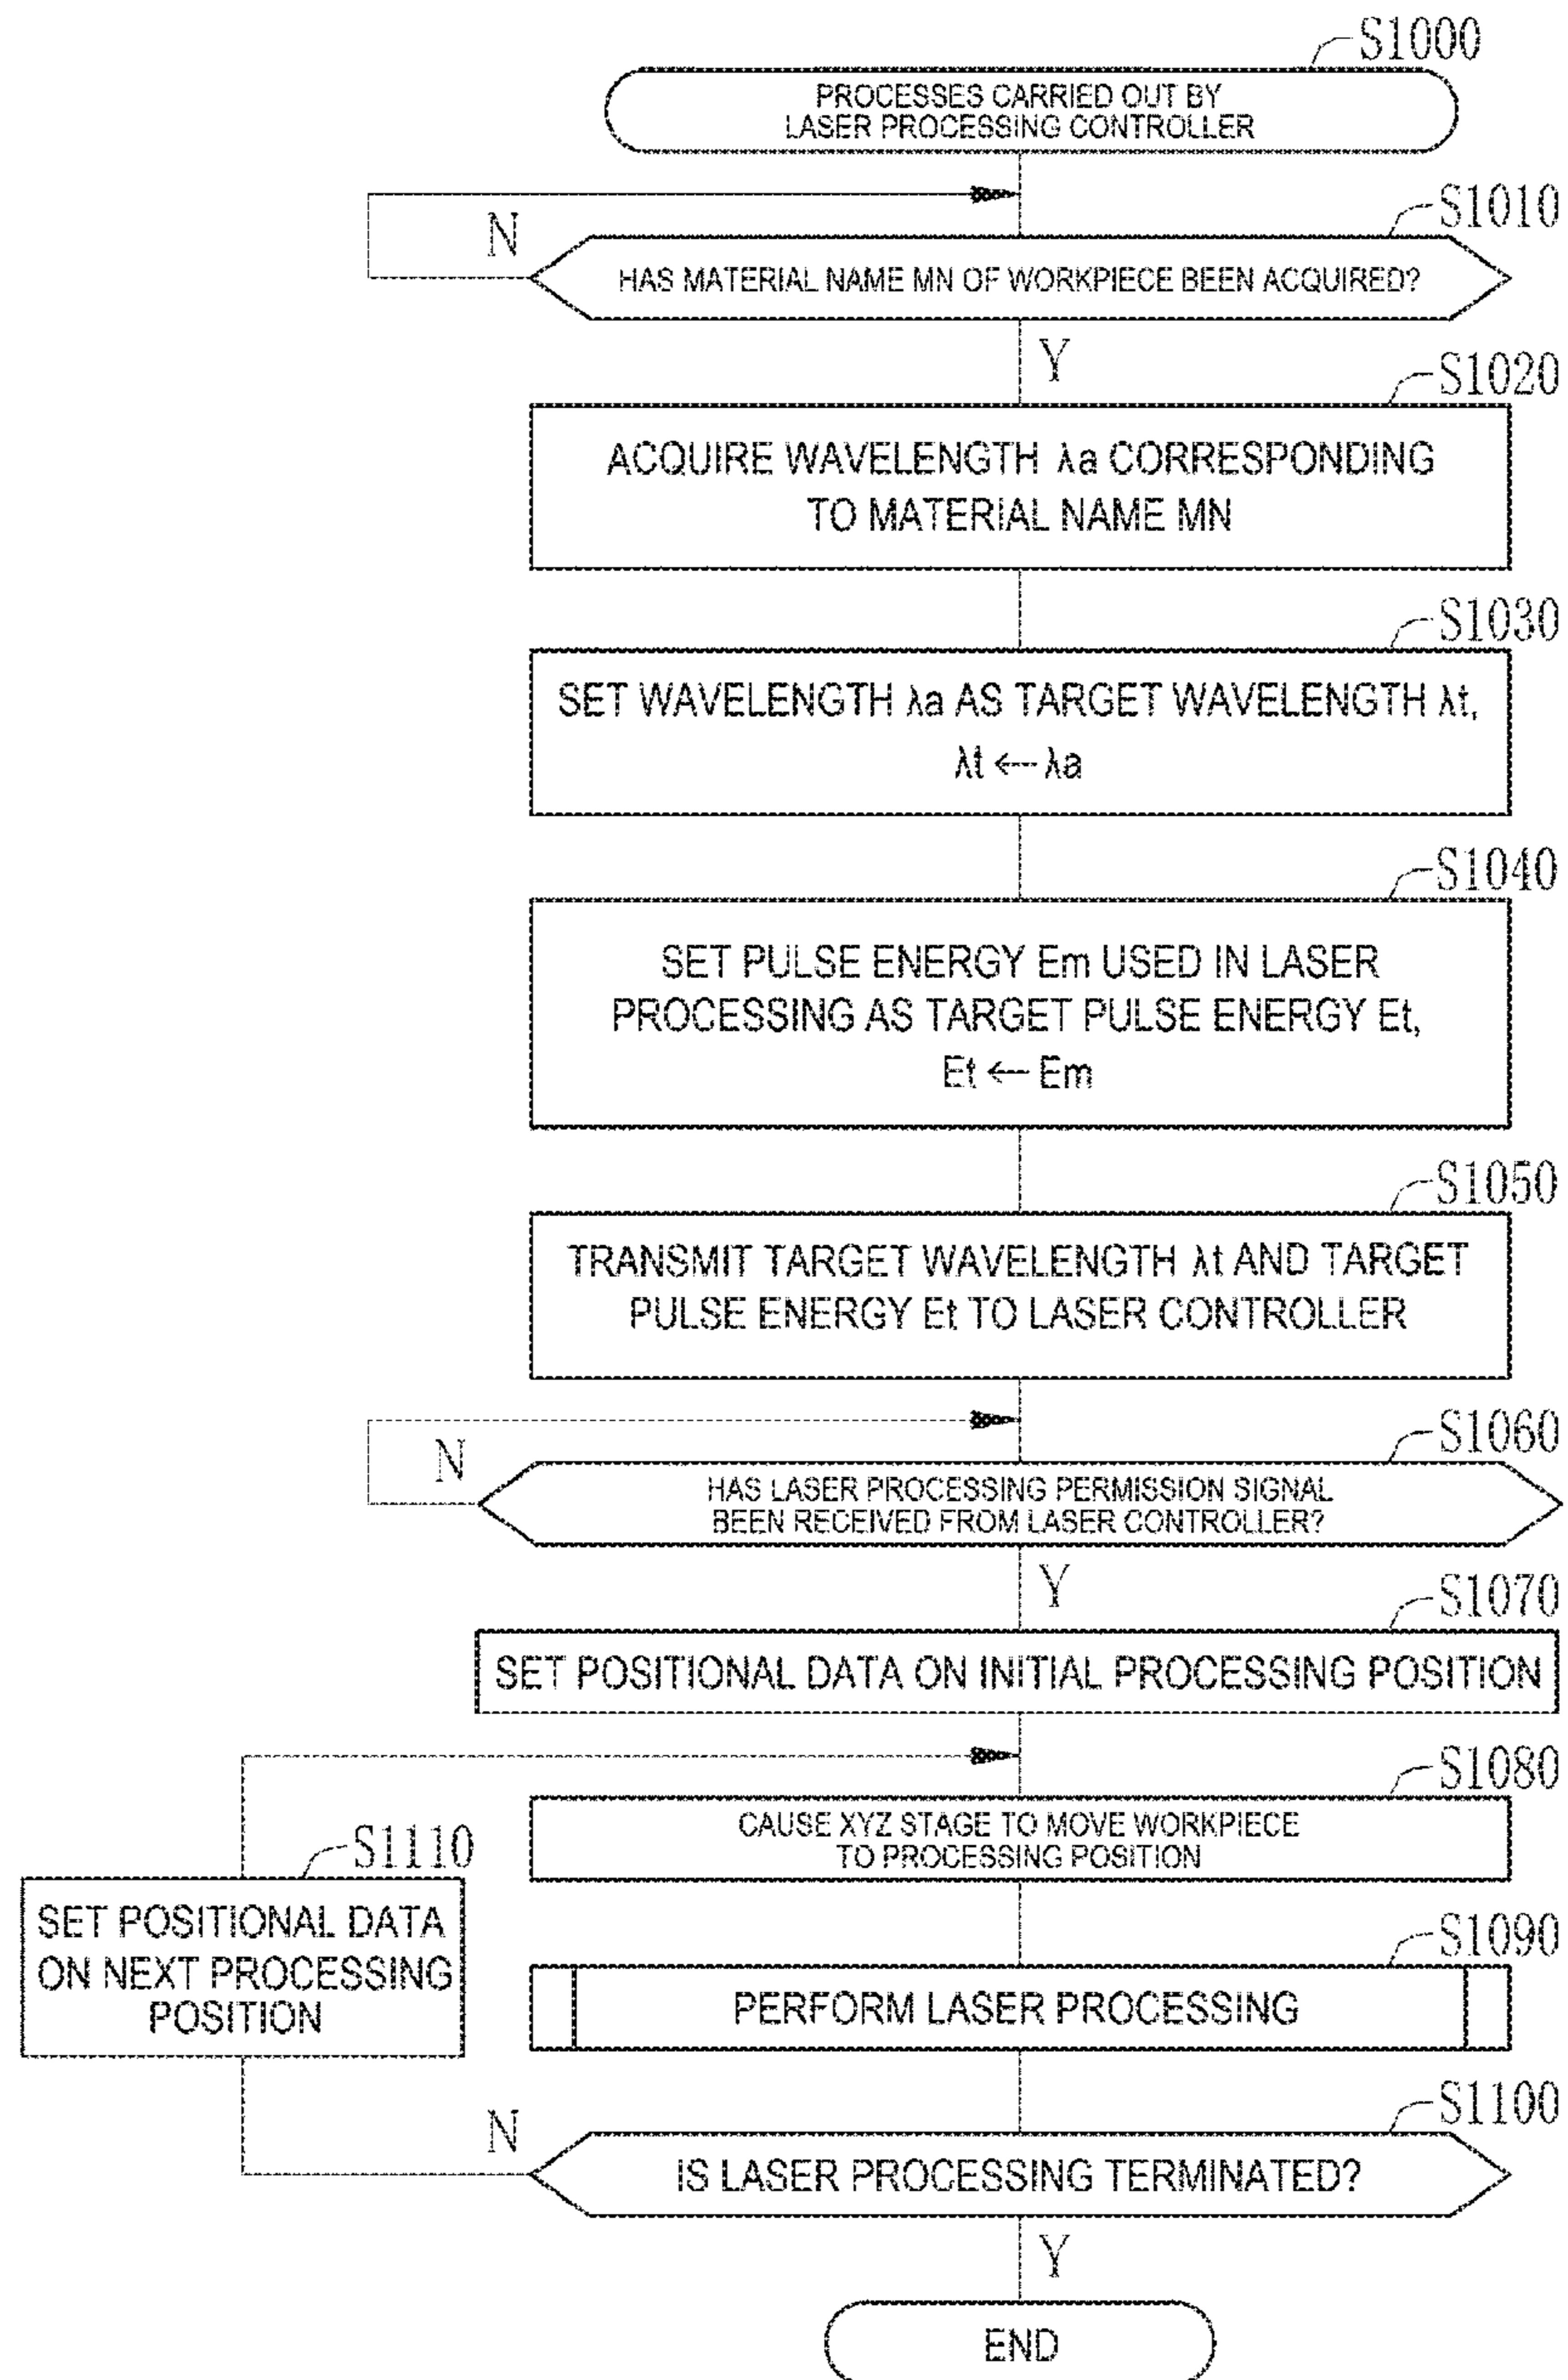 S1000
PROCESSES CARRIED OUT BY
LASER PROCESSING CONTROLLER
S1010
N
HAS MATERIAL NAME MN OF WORKPIECE BEEN ACQUIRED?
Y
S1020
ACQUIRE WAVELENGTH λa CORRESPONDING
TO MATERIAL NAME MN
S1030
SET WAVELENGTH λa AS TARGET WAVELENGTH λt,
λt ← λa
S1040
SET PULSE ENERGY Em USED IN LASER
PROCESSING AS TARGET PULSE ENERGY Et,
Et ← Em
S1050
TRANSMIT TARGET WAVELENGTH λt AND TARGET
PULSE ENERGY Et TO LASER CONTROLLER
S1060
N
HAS LASER PROCESSING PERMISSION SIGNAL
BEEN RECEIVED FROM LASER CONTROLLER?
Y
S1070
SET POSITIONAL DATA ON INITIAL PROCESSING POSITION
S1080
CAUSE XYZ STAGE TO MOVE WORKPIECE
TO PROCESSING POSITION
S1110
SET POSITIONAL DATA
ON NEXT PROCESSING
POSITION
S1090
PERFORM LASER PROCESSING
S1100
N
IS LASER PROCESSING TERMINATED?
Y
END